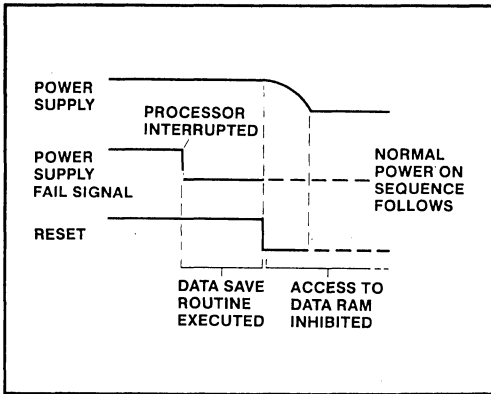 POWER
SUPPLY
PROCESSOR
INTERRUPTED
POWER
SUPPLY
FAIL SIGNAL
NORMAL
POWER ON
SEQUENCE
FOLLOWS
RESET
DATA SAVE
ROUTINE
EXECUTED
ACCESS TO
DATA RAM
INHIBITED